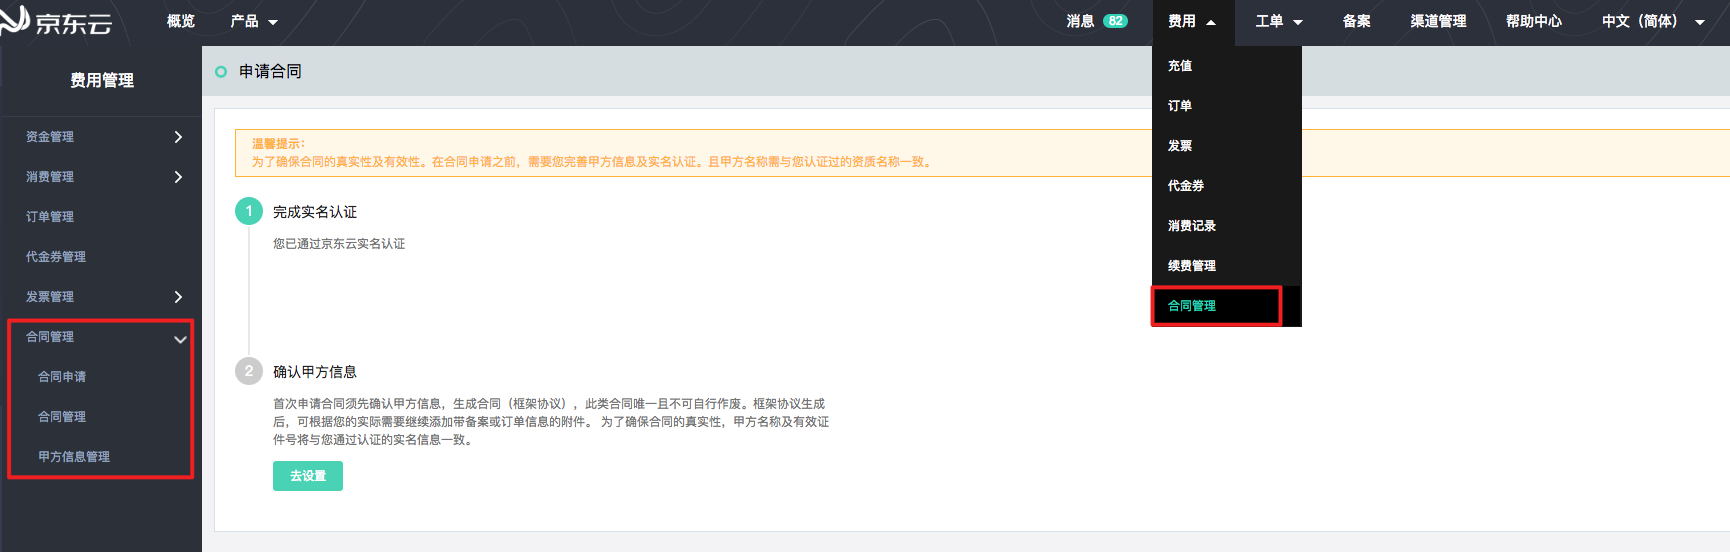 京东云
概览
产品
消息 82
费用
工单
备案
渠道管理
帮助中心
中文（简体）
费用管理
资金管理
消费管理
订单管理
代金券管理
发票管理
合同管理
合同申请
合同管理
甲方信息管理
申请合同
温馨提示：
为了确保合同的真实性及有效性。在合同申请之前，需要您完善甲方信息及实名认证。且甲方名称需与您认证过的资质名称一致。
1 完成实名认证
您已通过京东云实名认证
2 确认甲方信息
首次申请合同须先确认甲方信息，生成合同（框架协议），此类合同唯一且不可自行作废。框架协议生成
后，可根据您的实际需要继续添加带备案或订单信息的附件。 为了确保合同的真实性，甲方名称及有效证
件号将与您通过认证的实名信息一致。
去设置
充值
订单
发票
代金券
消费记录
续费管理
合同管理